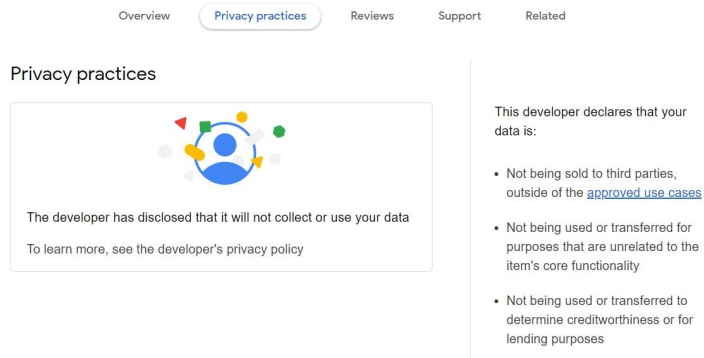 Overview Privacy practices Reviews Support Related
Privacy practices
The developer has disclosed that it will not collect or use your data
To learn more, see the developer's privacy policy
This developer declares that your
data is:
• Not being sold to third parties,
outside of the approved use cases
• Not being used or transferred for
purposes that are unrelated to the
item's core functionality
• Not being used or transferred to
determine creditworthiness or for
lending purposes